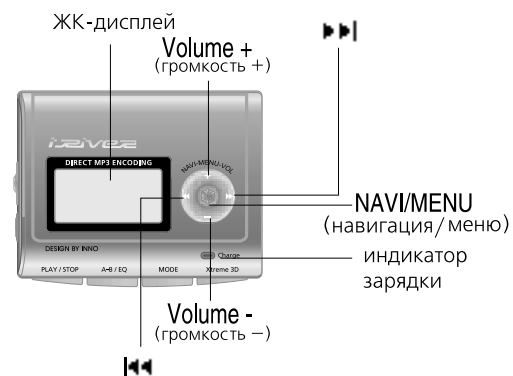 ЖК-дисплей
Volume +
(громкость +)
iRiver
DIRECT MP3 ENCODING
NAVI-MENU-VOL
NAVI/MENU
(навигация/меню)
DESIGN BY INNO
Charge
индикатор
зарядки
PLAY / STOP A-B / EQ MODE Xtreme 3D
Volume -
(громкость −)